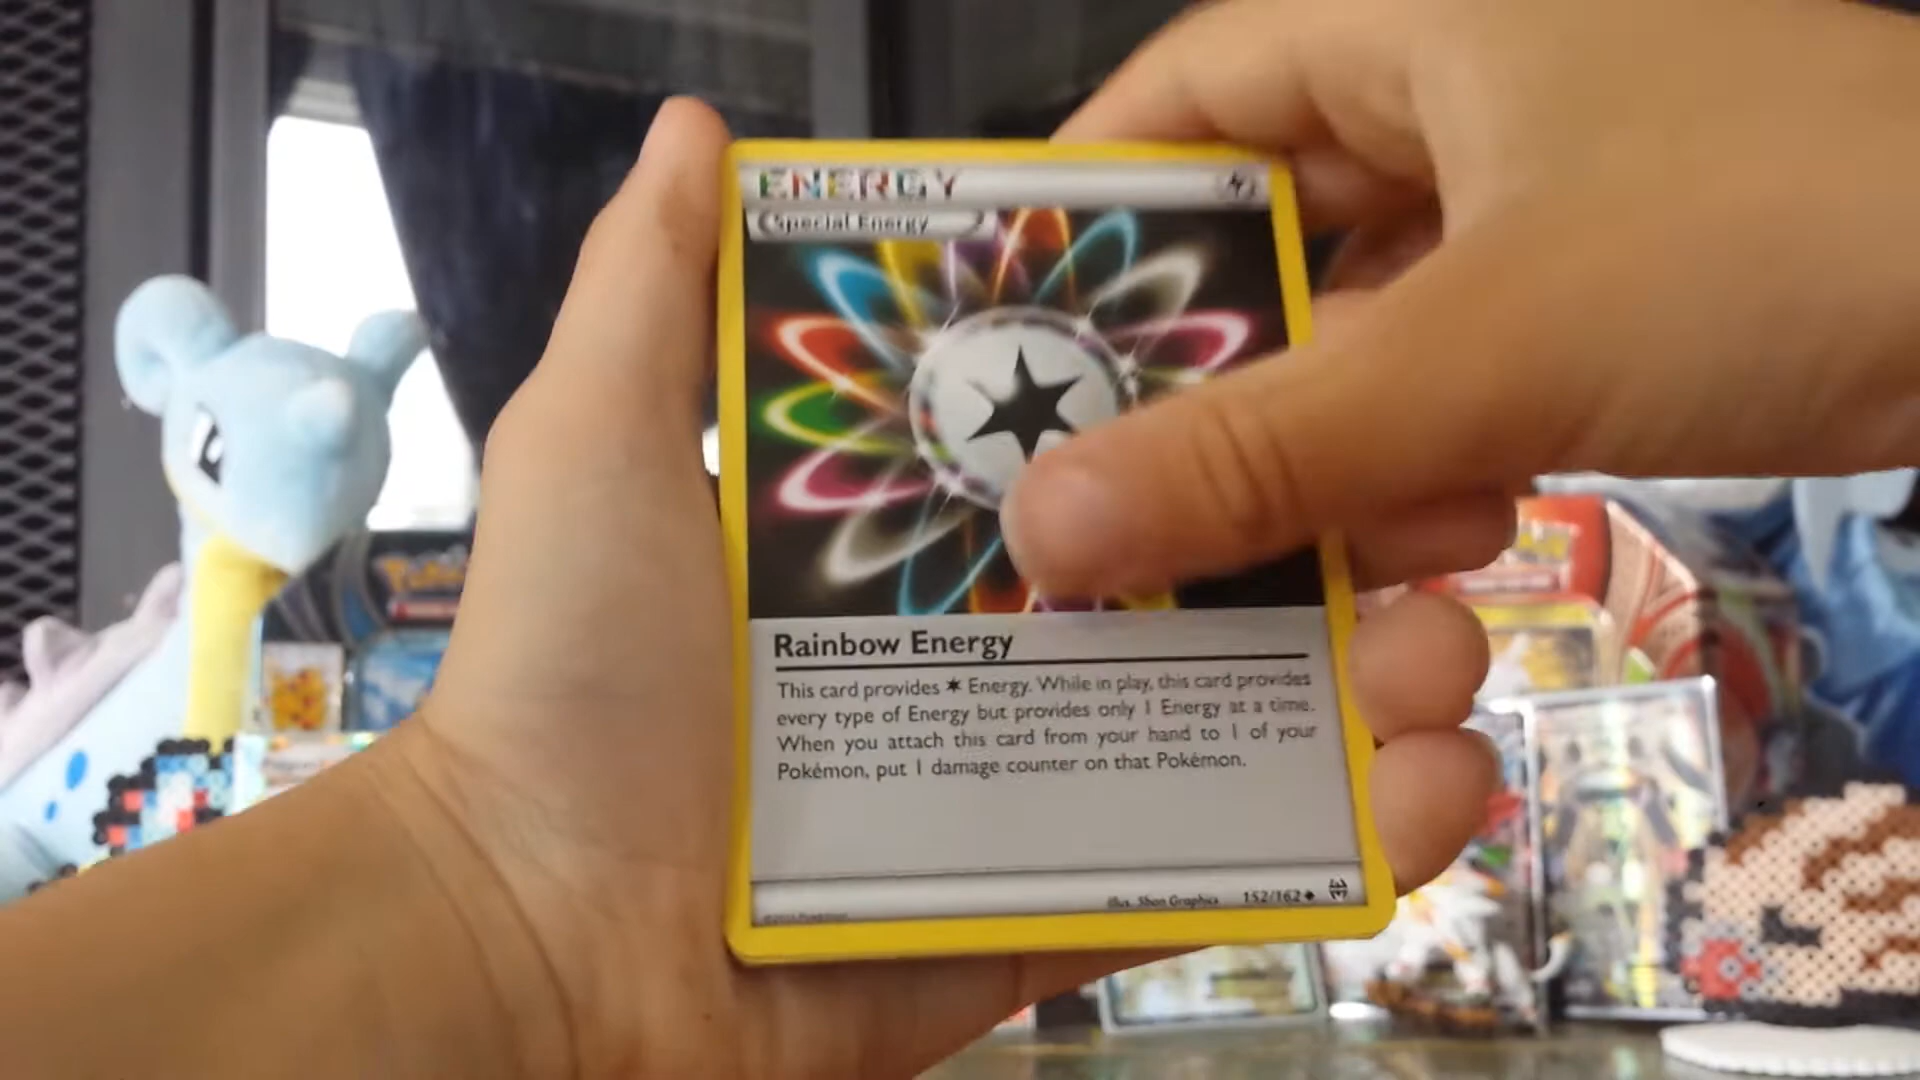 ENERGY
Special Energy
Rainbow Energy
This card provides ✶ Energy. While in play, this card provides
every type of Energy but provides only 1 Energy at a time.
When you attach this card from your hand to 1 of your
Pokémon, put 1 damage counter on that Pokémon.
Illus. 5ban Graphics 152/162